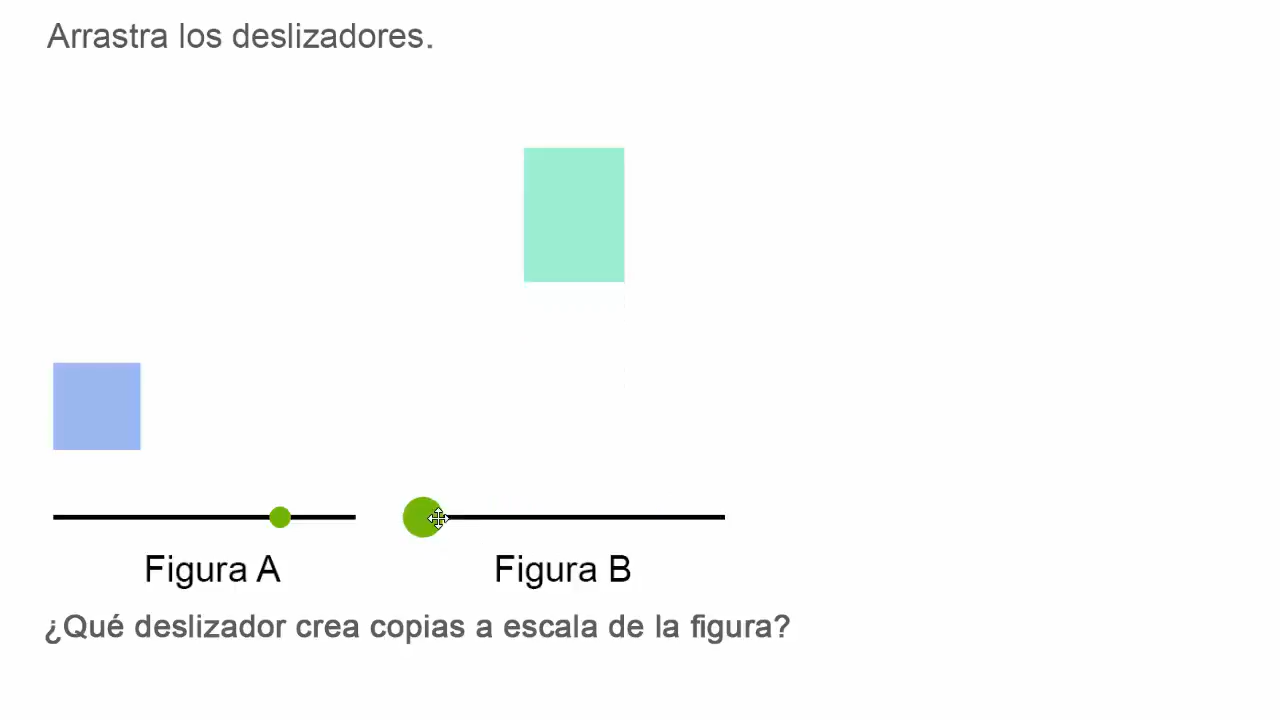 Arrastra los deslizadores.
Figura A
Figura B
¿Qué deslizador crea copias a escala de la figura?